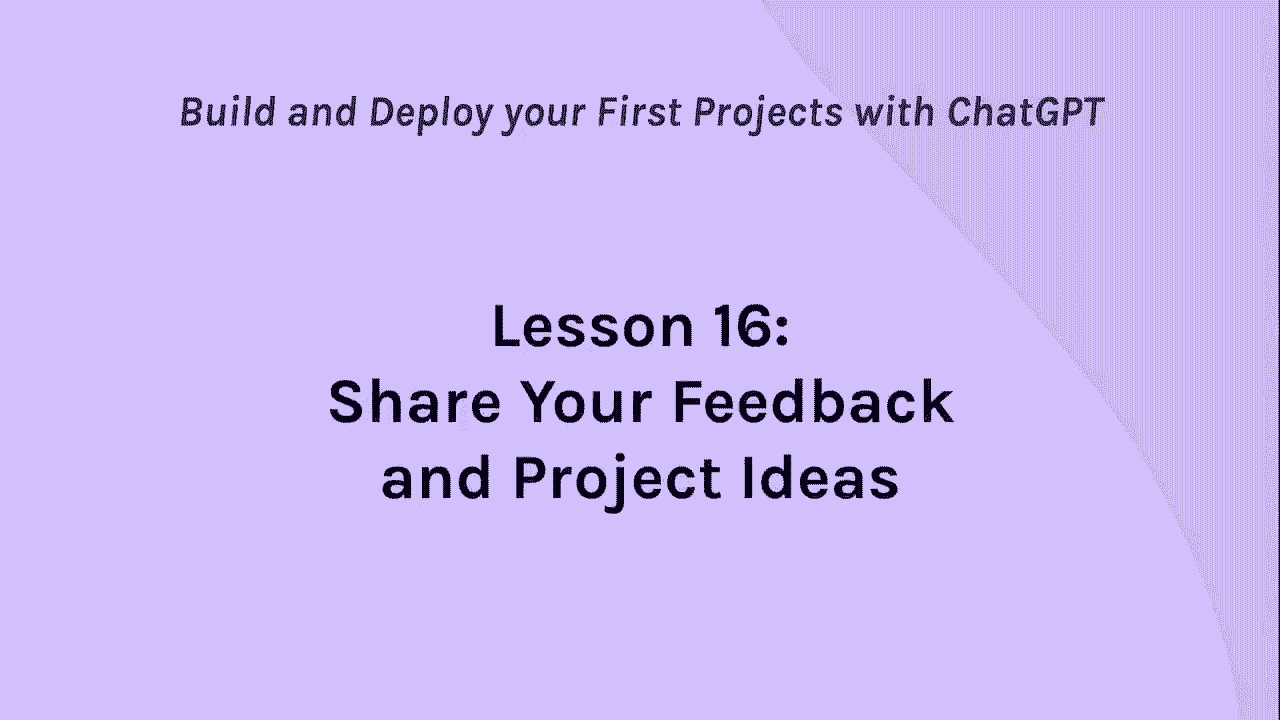 Build and Deploy your First Projects with ChatGPT
Lesson 16:
Share Your Feedback
and Project Ideas